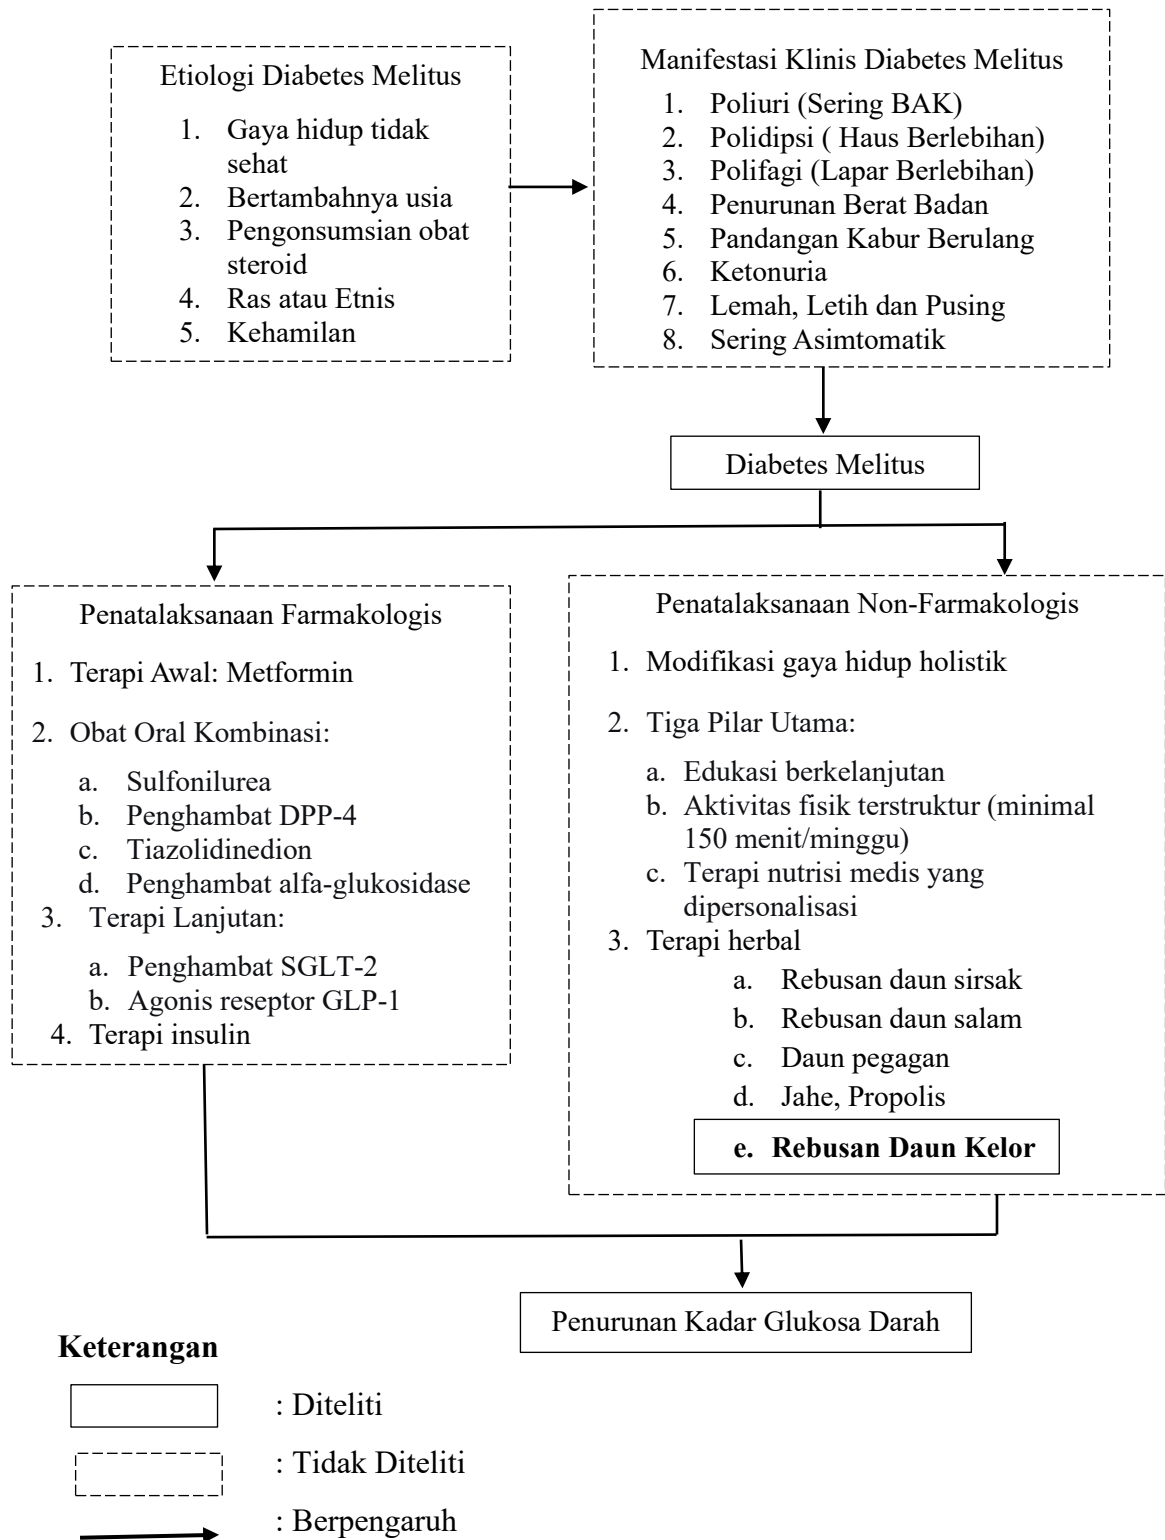 Etiologi Diabetes Melitus
1. Gaya hidup tidak
sehat
2. Bertambahnya usia
3. Pengonsumsian obat
steroid
4. Ras atau Etnis
5. Kehamilan
Manifestasi Klinis Diabetes Melitus
1. Poliuri (Sering BAK)
2. Polidipsi ( Haus Berlebihan)
3. Polifagi (Lapar Berlebihan)
4. Penurunan Berat Badan
5. Pandangan Kabur Berulang
6. Ketonuria
7. Lemah, Letih dan Pusing
8. Sering Asimtomatik
Diabetes Melitus
Penatalaksanaan Farmakologis
1. Terapi Awal: Metformin
2. Obat Oral Kombinasi:
a. Sulfonilurea
b. Penghambat DPP-4
c. Tiazolidinedion
d. Penghambat alfa-glukosidase
3. Terapi Lanjutan:
a. Penghambat SGLT-2
b. Agonis reseptor GLP-1
4. Terapi insulin
Penatalaksanaan Non-Farmakologis
1. Modifikasi gaya hidup holistik
2. Tiga Pilar Utama:
a. Edukasi berkelanjutan
b. Aktivitas fisik terstruktur (minimal
150 menit/minggu)
c. Terapi nutrisi medis yang
dipersonalisasi
3. Terapi herbal
a. Rebusan daun sirsak
b. Rebusan daun salam
c. Daun pegagan
d. Jahe, Propolis
e. Rebusan Daun Kelor
Penurunan Kadar Glukosa Darah
Keterangan
: Diteliti
: Tidak Diteliti
: Berpengaruh